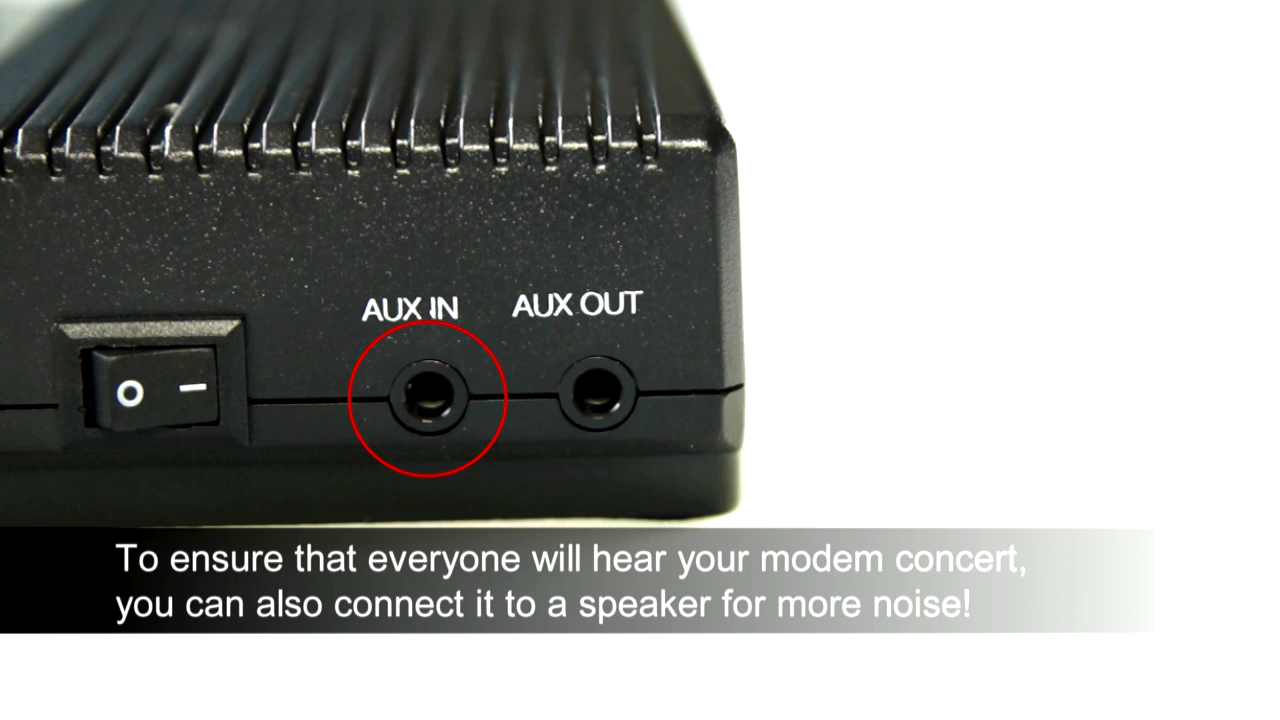 AUX IN AUX OUT
O –
To ensure that everyone will hear your modem concert,
you can also connect it to a speaker for more noise!